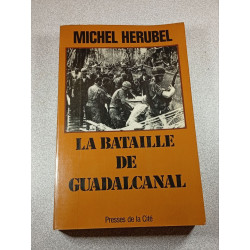 MICHEL HERUBEL
LA BATAILLE
DE
GUADALCANAL
Presses de la Cité